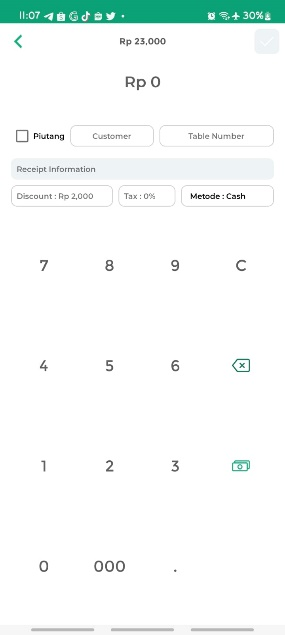 11:07
30%
Rp 23,000
Rp 0
Piutang Customer Table Number
Receipt Information
Discount : Rp 2,000 Tax : 0% Metode : Cash
7 8 9 C
4 5 6
1 2 3
0 000 .